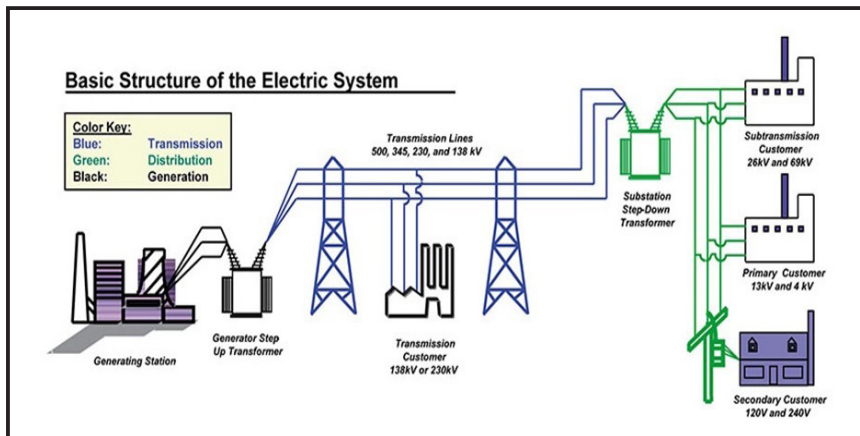 Basic Structure of the Electric System
Color Key:
Blue: Transmission
Green: Distribution
Black: Generation
Transmission Lines
500, 345, 230, and 138 kV
Generating Station
Generator Step
Up Transformer
Transmission
Customer
138kV or 230kV
Substation
Step-Down
Transformer
Subtransmission
Customer
26kV and 69kV
Primary Customer
13kV and 4 kV
Secondary Customer
120V and 240V